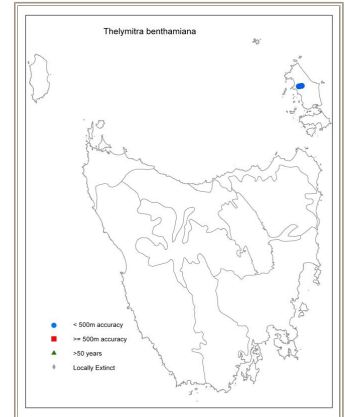 Thelymitra benthamiana
< 500m accuracy
>= 500m accuracy
>50 years
Locally Extinct